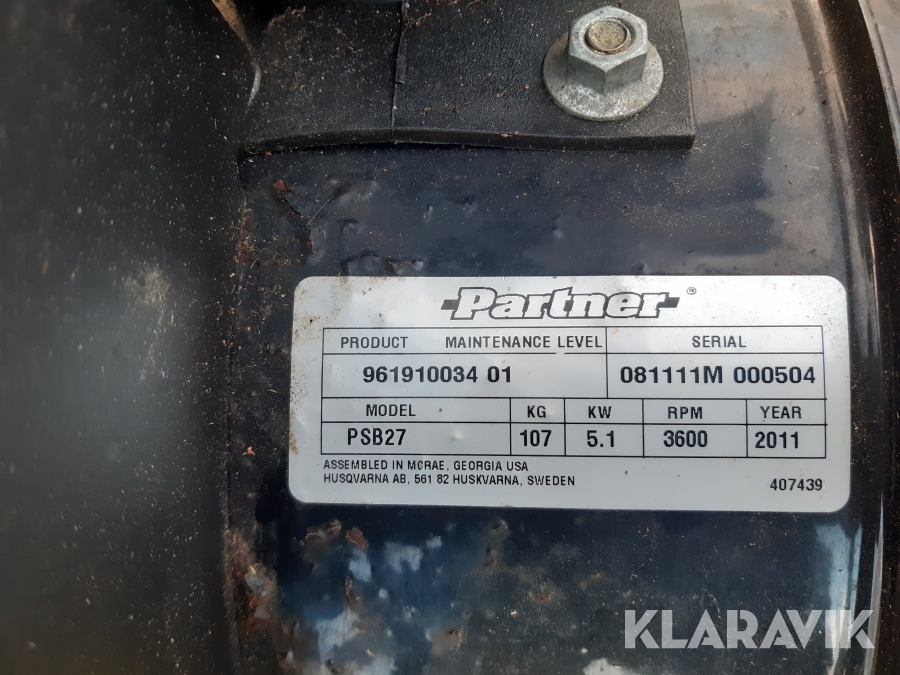 Partner®
PRODUCT MAINTENANCE LEVEL SERIAL
961910034 01 081111M 000504
MODEL KG KW RPM YEAR
PSB27 107 5.1 3600 2011
ASSEMBLED IN MCRAE, GEORGIA USA
HUSQVARNA AB, 561 82 HUSKVARNA, SWEDEN
407439
KLARAVIK